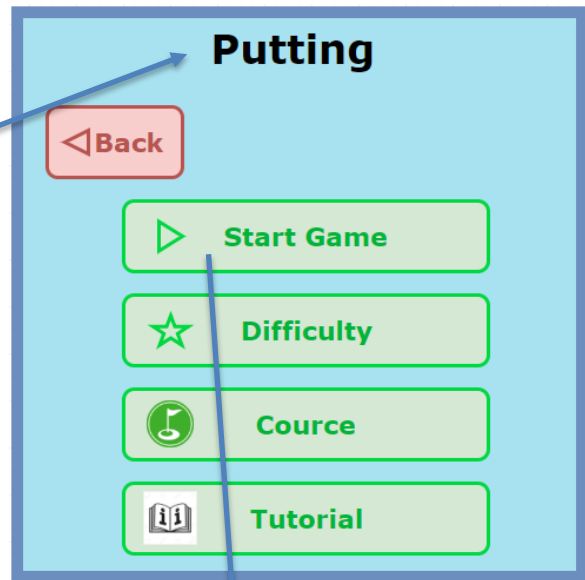 Putting
Back
Start Game
Difficulty
Cource
Tutorial